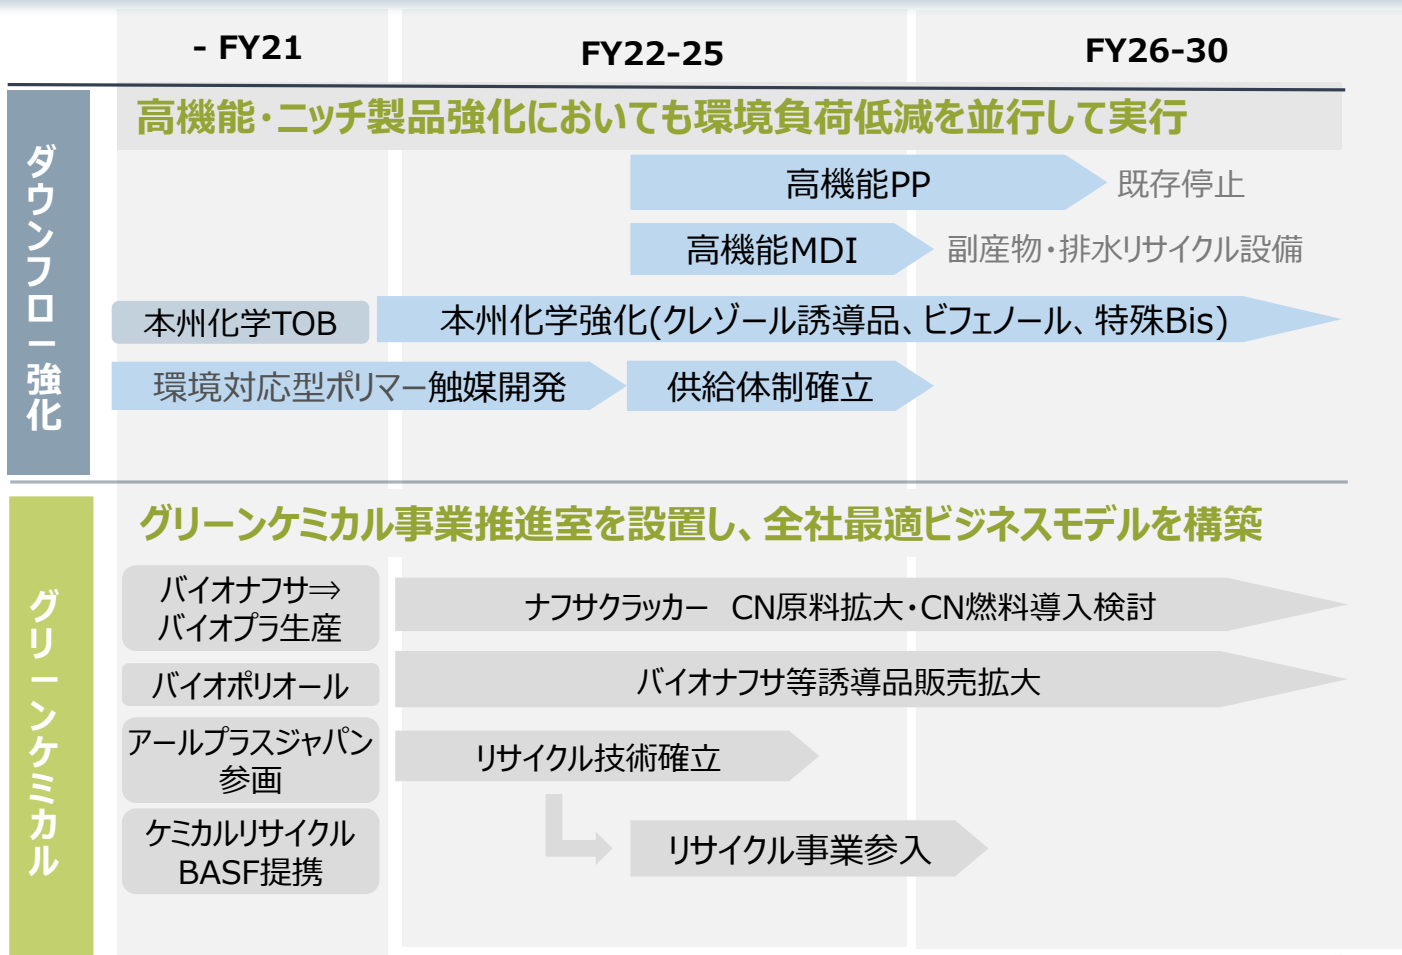 - FY21
FY22-25
FY26-30
ダウンフロー強化
高機能・ニッチ製品強化においても環境負荷低減を並行して実行
高機能PP
既存停止
高機能MDI
副産物・排水リサイクル設備
本州化学TOB
本州化学強化(クレゾール誘導品、ビフェノール、特殊Bis)
環境対応型ポリマー触媒開発
供給体制確立
グリーンケミカル
グリーンケミカル事業推進室を設置し、全社最適ビジネスモデルを構築
バイオナフサ⇒
バイオプラ生産
ナフサクラッカー CN原料拡大・CN燃料導入検討
バイオポリオール
バイオナフサ等誘導品販売拡大
アールプラスジャパン
参画
リサイクル技術確立
ケミカルリサイクル
BASF提携
リサイクル事業参入